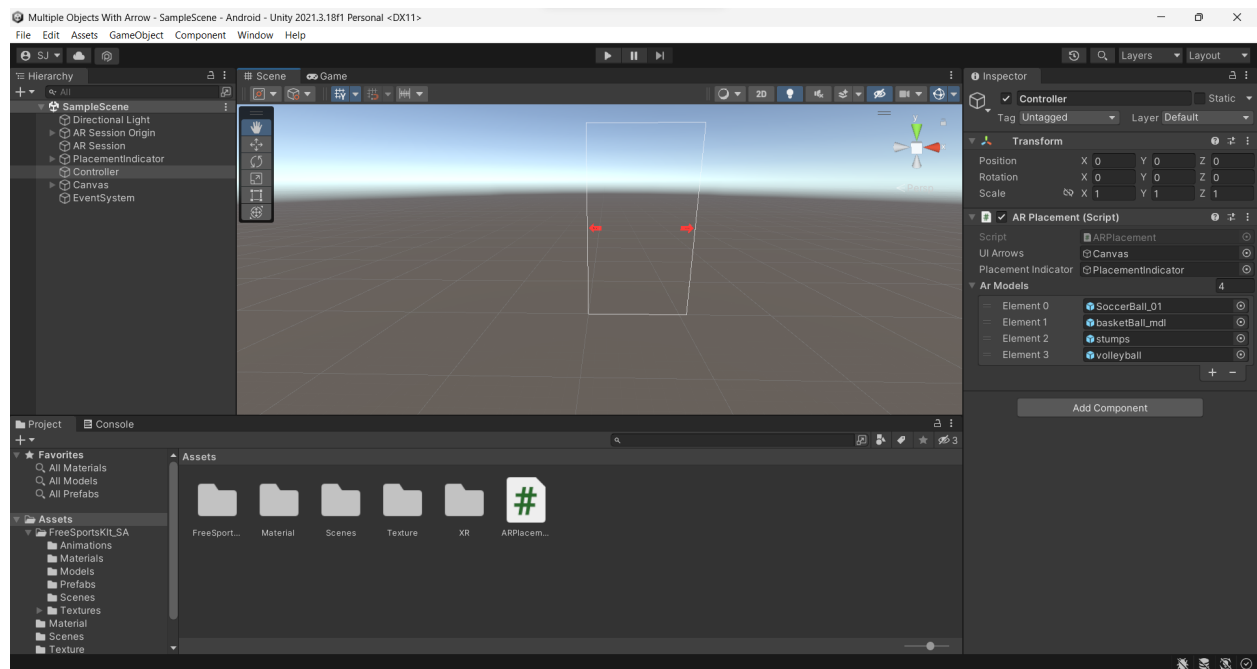 Multiple Objects With Arrow - SampleScene - Android - Unity 2021.3.18f1 Personal <DX11>
File Edit Assets GameObject Component Window Help
SJ Layers Layout
Hierarchy
All
SampleScene
Directional Light
AR Session Origin
AR Session
PlacementIndicator
Controller
Canvas
EventSystem
Scene Game
2D
y
Persp
Inspector
Controller Static
Tag Untagged Layer Default
Transform
Position X 0 Y 0 Z 0
Rotation X 0 Y 0 Z 0
Scale X 1 Y 1 Z 1
AR Placement (Script)
Script ARPlacement
UI Arrows Canvas
Placement Indicator PlacementIndicator
Ar Models 4
Element 0 SoccerBall_01
Element 1 basketBall_mdl
Element 2 stumps
Element 3 volleyball
+ −
Add Component
Project Console
3
Favorites
All Materials
All Models
All Prefabs
Assets
FreeSportsKIt_SA
Animations
Materials
Models
Prefabs
Scenes
Textures
Material
Scenes
Texture
Assets
FreeSport... Material Scenes Texture XR ARPlacem...